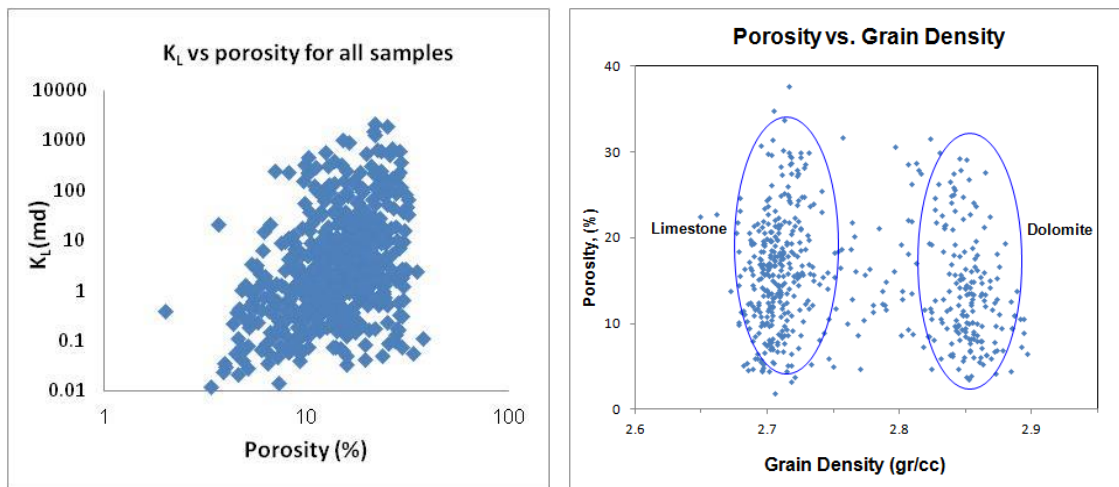 K_L vs porosity for all samples
10000
1000
100
10
1
0.1
0.01
K_L(md)
1
10
100
Porosity (%)
Porosity vs. Grain Density
40
30
20
10
0
Porosity, (%)
Limestone
Dolomite
2.6
2.7
2.8
2.9
Grain Density (gr/cc)